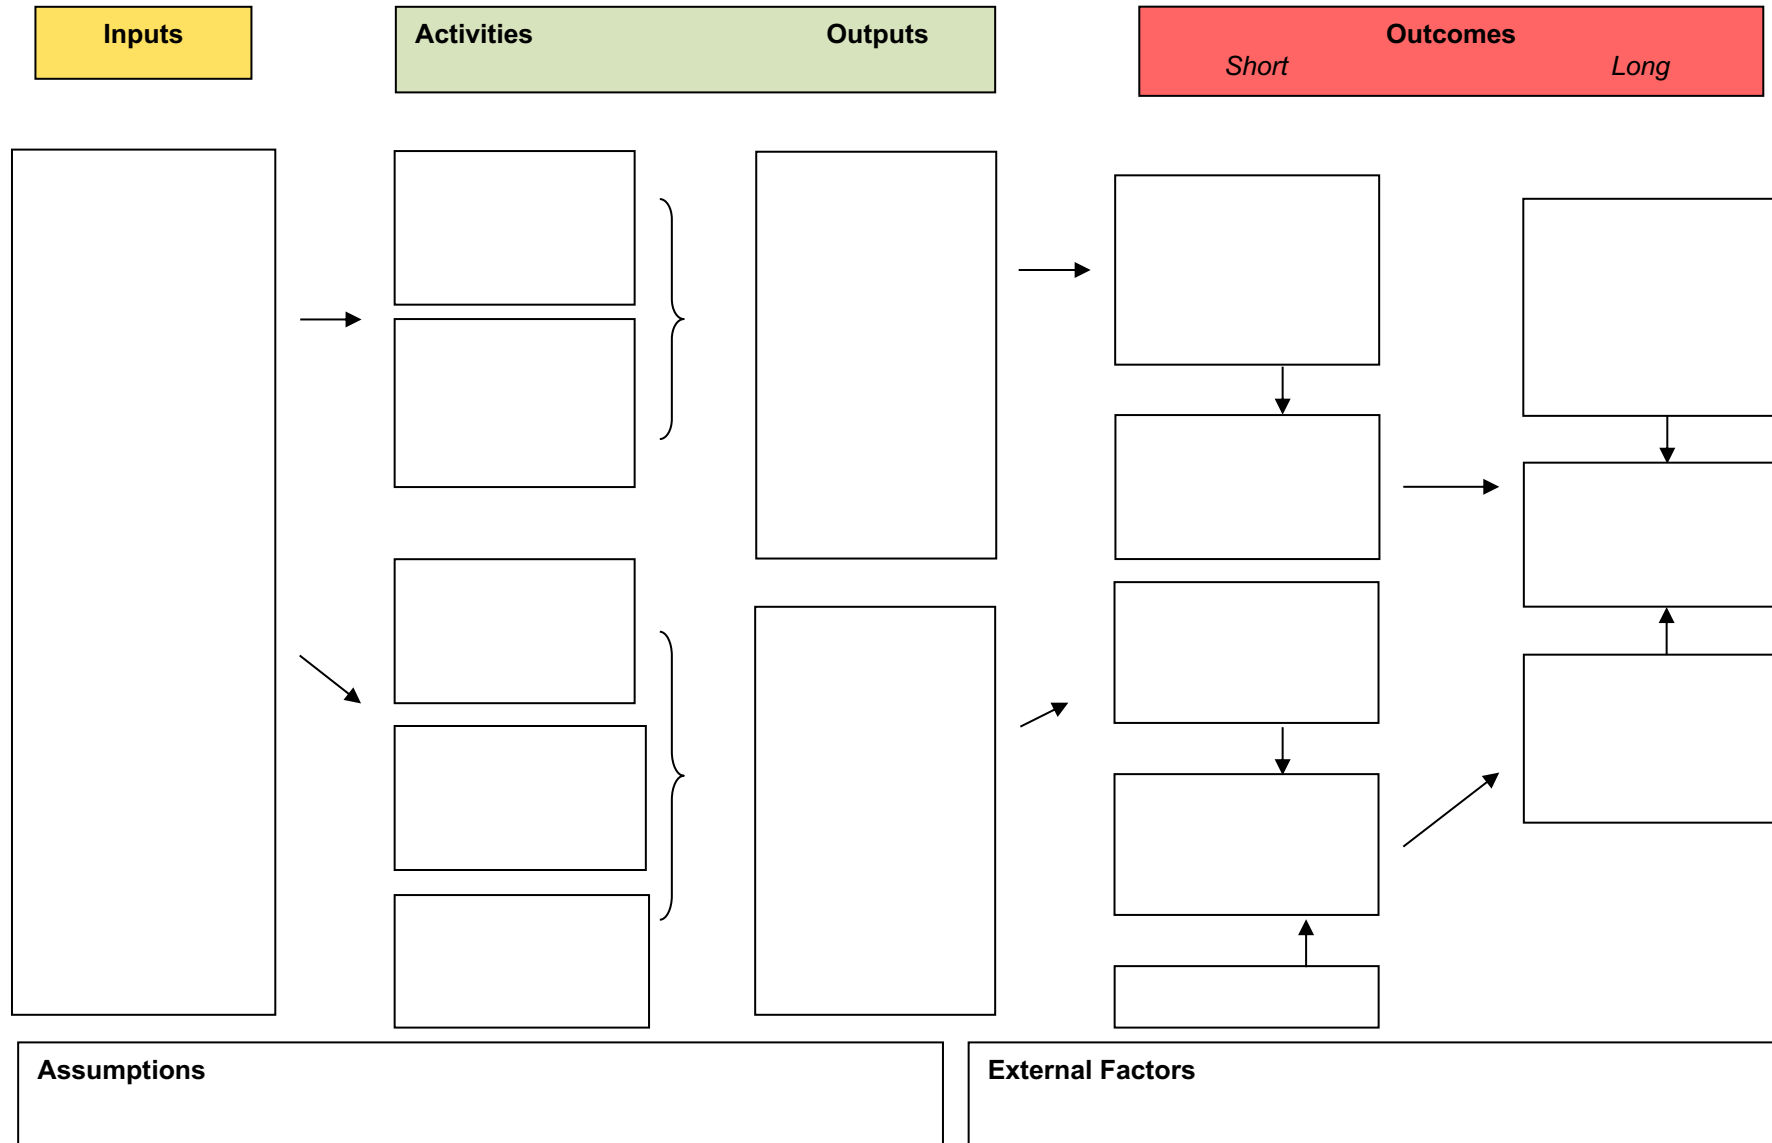 Inputs
Activities Outputs
Outcomes
Short Long
Assumptions
External Factors